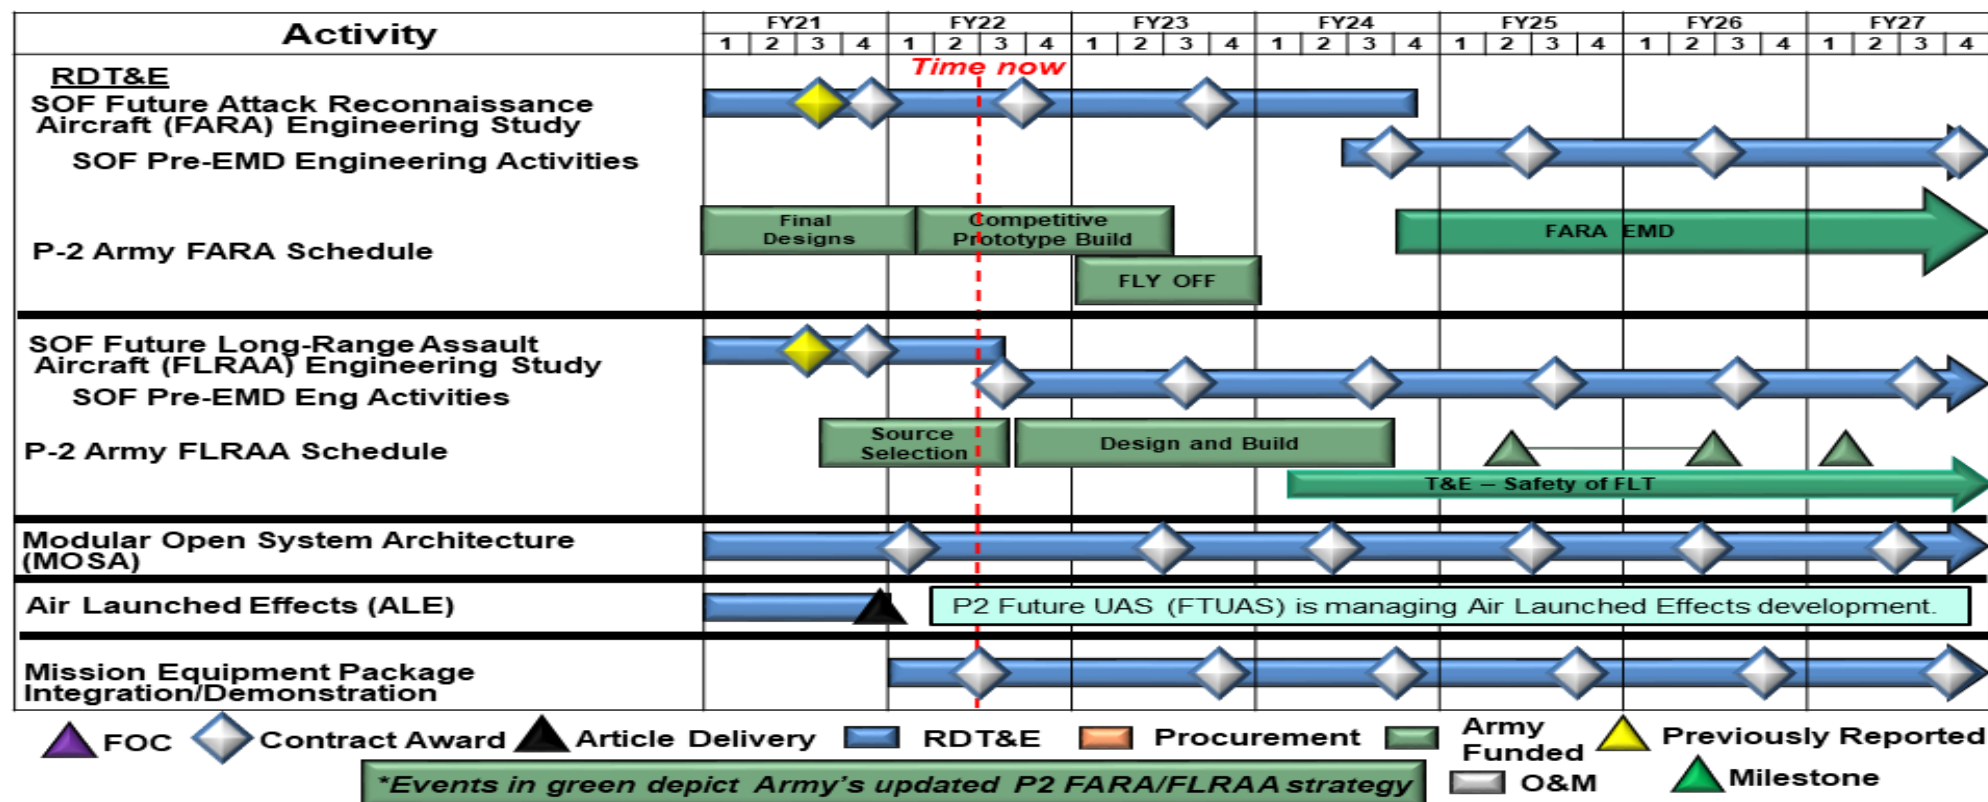 Activity
FY21 FY22 FY23 FY24 FY25 FY26 FY27
1 2 3 4 1 2 3 4 1 2 3 4 1 2 3 4 1 2 3 4 1 2 3 4 1 2 3 4
Time now
RDT&E
SOF Future Attack Reconnaissance
Aircraft (FARA) Engineering Study
SOF Pre-EMD Engineering Activities
P-2 Army FARA Schedule
Final
Designs
Competitive
Prototype Build
FARA EMD
FLY OFF
SOF Future Long-Range Assault
Aircraft (FLRAA) Engineering Study
SOF Pre-EMD Eng Activities
P-2 Army FLRAA Schedule
Source
Selection
Design and Build
T&E – Safety of FLT
Modular Open System Architecture
(MOSA)
Air Launched Effects (ALE)
P2 Future UAS (FTUAS) is managing Air Launched Effects development.
Mission Equipment Package
Integration/Demonstration
FOC
Contract Award
Article Delivery
RDT&E
Procurement
Army
Funded
Previously Reported
*Events in green depict Army's updated P2 FARA/FLRAA strategy
O&M
Milestone